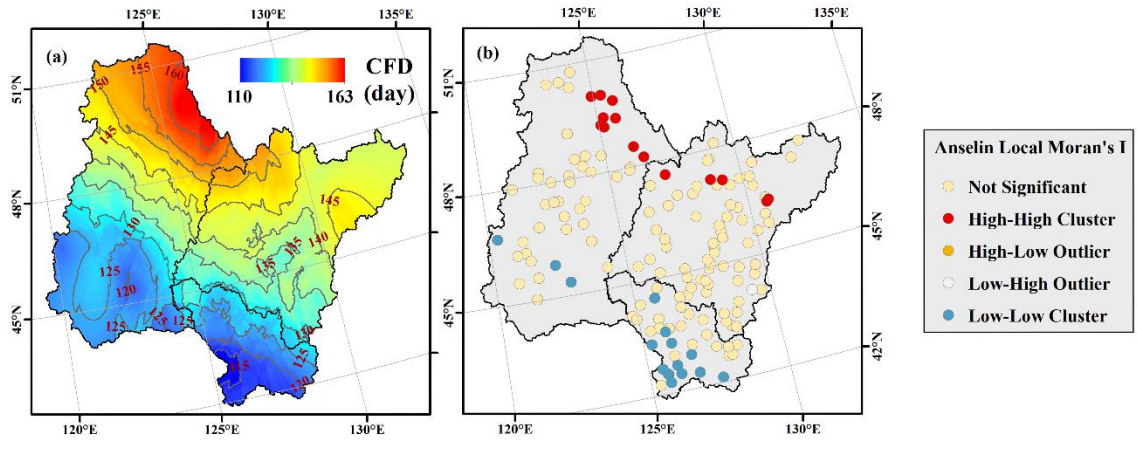 125°E
130°E
135°E
125°E
130°E
135°E
(a)
CFD
(day)
110
163
(b)
51°N
48°N
45°N
51°N
48°N
45°N
48°N
45°N
42°N
155
160
150
145
145
130
140
135
135
125
120
125
125
125
130
125
115
120
Anselin Local Moran's I
Not Significant
High-High Cluster
High-Low Outlier
Low-High Outlier
Low-Low Cluster
120°E
125°E
130°E
120°E
125°E
130°E